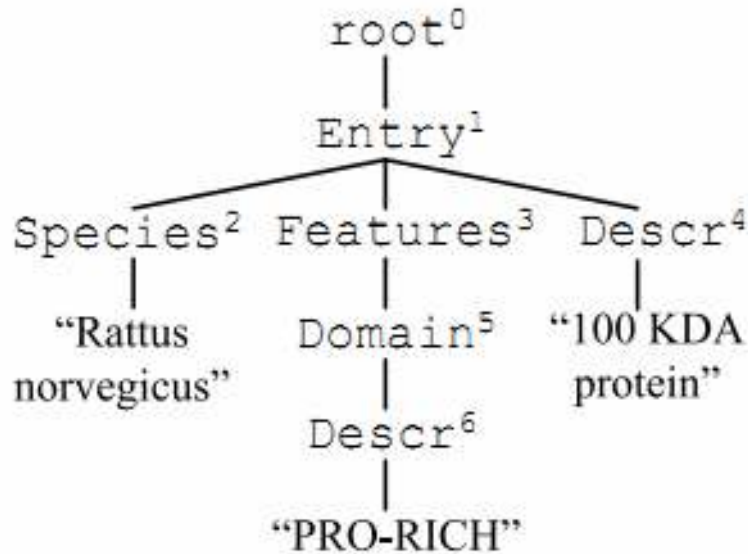 root⁰
Entry¹
Species² Features³ Descr⁴
“Rattus norvegicus” Domain⁵ “100 KDA protein”
Descr⁶
“PRO-RICH”